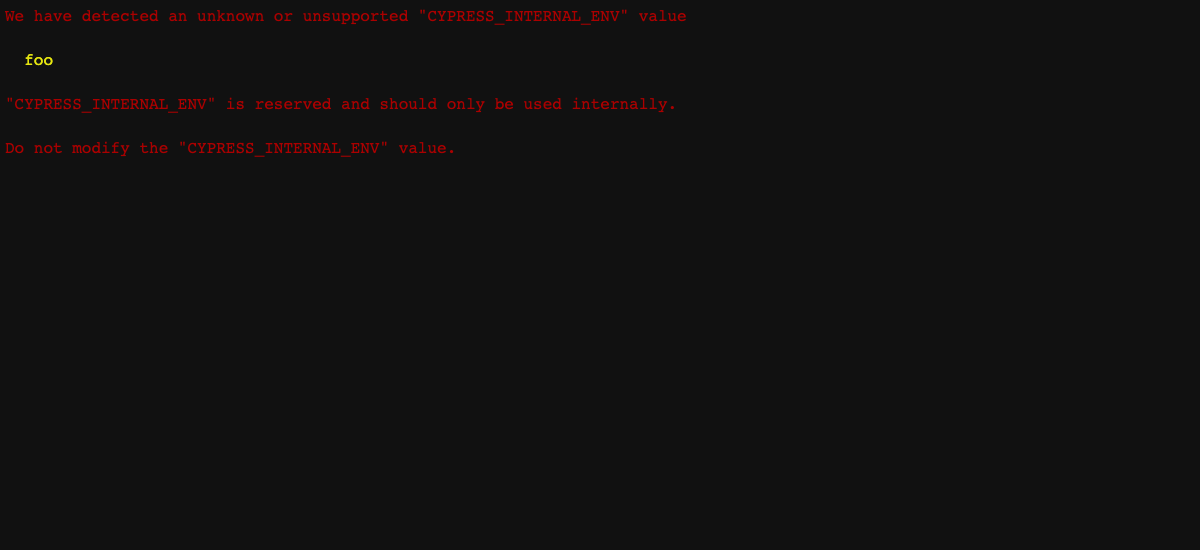 We have detected an unknown or unsupported "CYPRESS_INTERNAL_ENV" value
foo
"CYPRESS_INTERNAL_ENV" is reserved and should only be used internally.
Do not modify the "CYPRESS_INTERNAL_ENV" value.